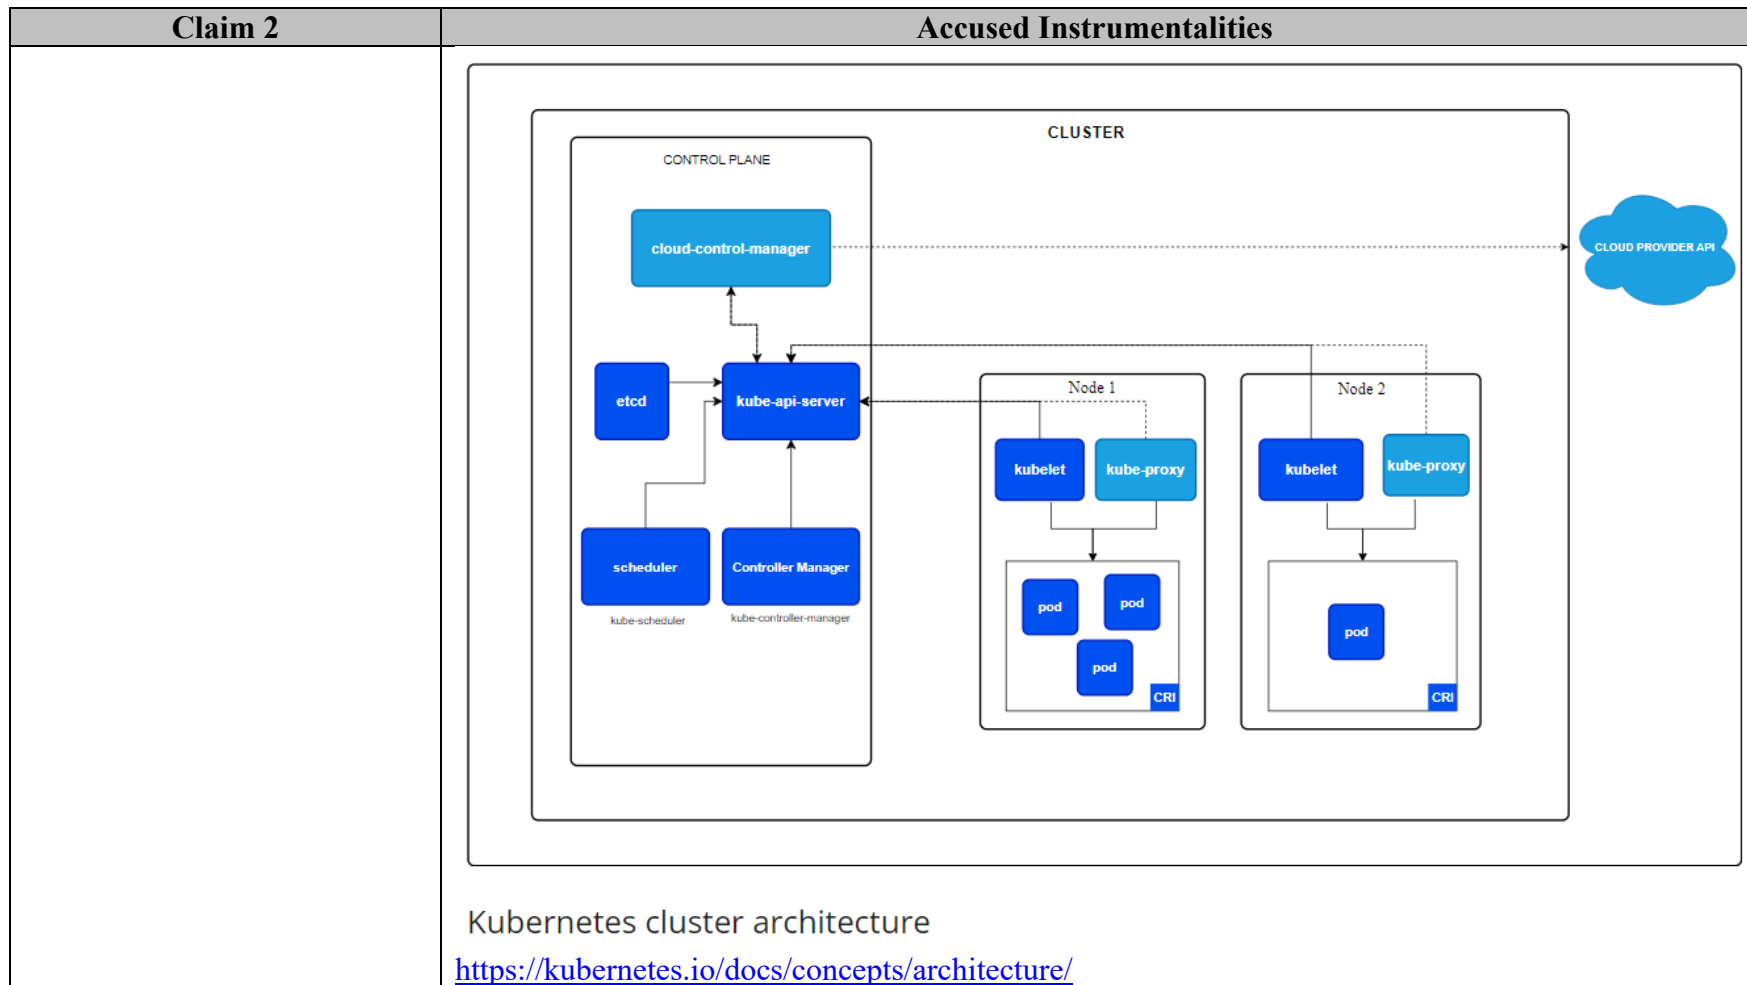 Claim 2
Accused Instrumentalities
CLUSTER
CONTROL PLANE
cloud-control-manager
CLOUD PROVIDER API
etcd
kube-api-server
Node 1
Node 2
kubelet
kube-proxy
kubelet
kube-proxy
scheduler
Controller Manager
kube-scheduler
kube-controller-manager
pod
pod
pod
CRI
pod
CRI
Kubernetes cluster architecture
https://kubernetes.io/docs/concepts/architecture/